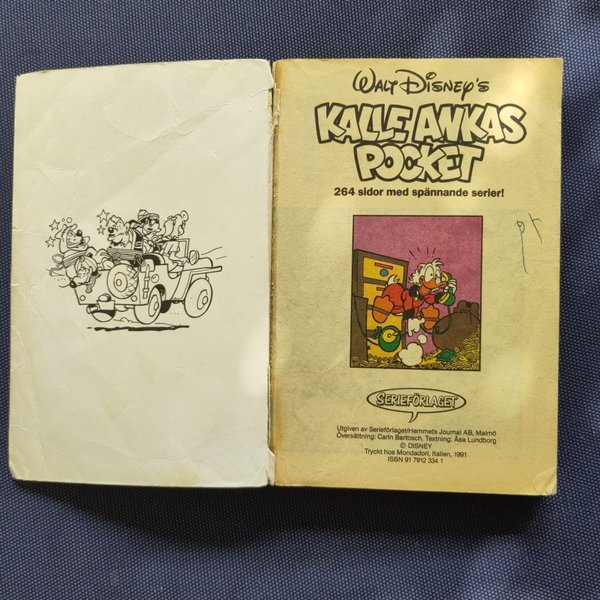 WALT DISNEY'S
KALLE ANKAS
POCKET
264 sidor med spännande serier!
SERIEFÖRLAGET
Utgiven av Serieförlaget/Hemmets Journal AB, Malmö
Översättning: Carin Bartosch. Textning: Åsa Lundborg
© DISNEY
Tryckt hos Mondadori, Italien, 1991
ISBN 91 7912 334 1